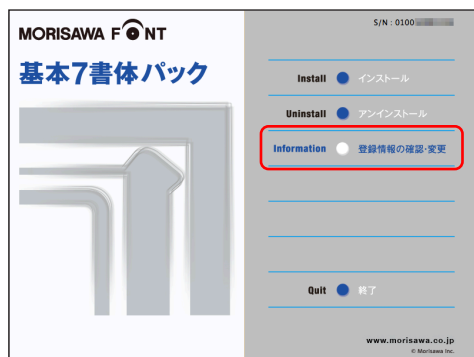 MORISAWA FONT
基本7書体パック
S/N : 0100
Install インストール
Uninstall アンインストール
Information 登録情報の確認・変更
Quit 終了
www.morisawa.co.jp
© Morisawa Inc.